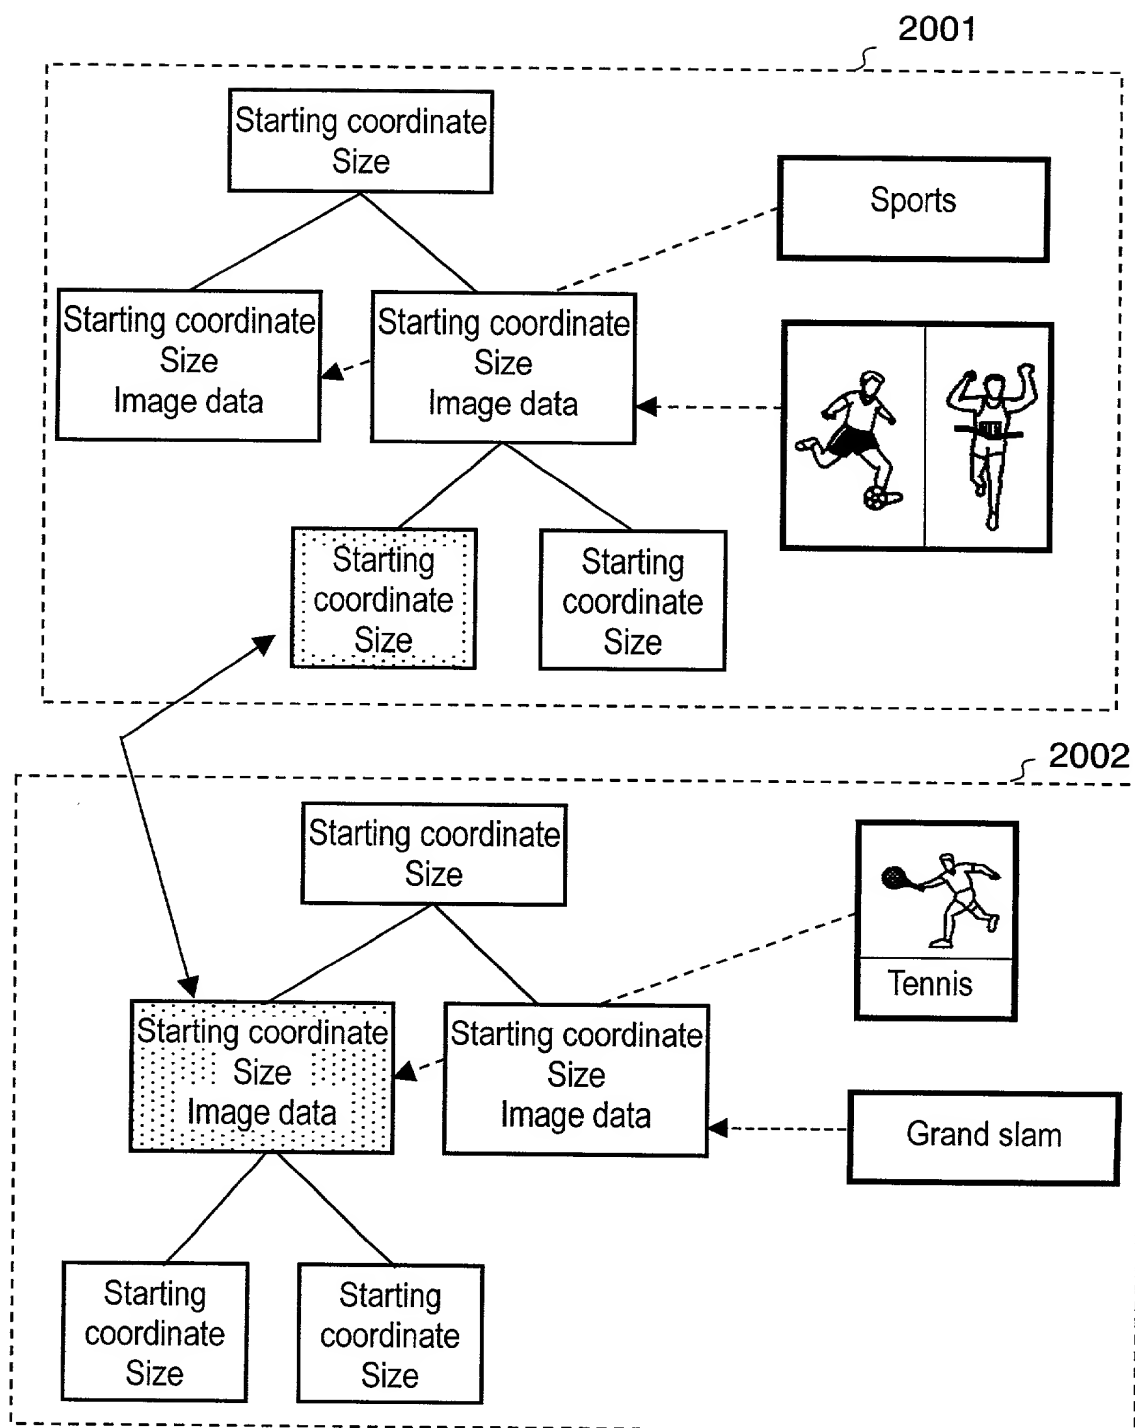 2001
Starting coordinate
Size
Sports
Starting coordinate
Size
Image data
Starting coordinate
Size
Image data
Starting
coordinate
Size
Starting
coordinate
Size
2002
Starting coordinate
Size
Tennis
Starting coordinate
Size
Image data
Starting coordinate
Size
Image data
Grand slam
Starting
coordinate
Size
Starting
coordinate
Size